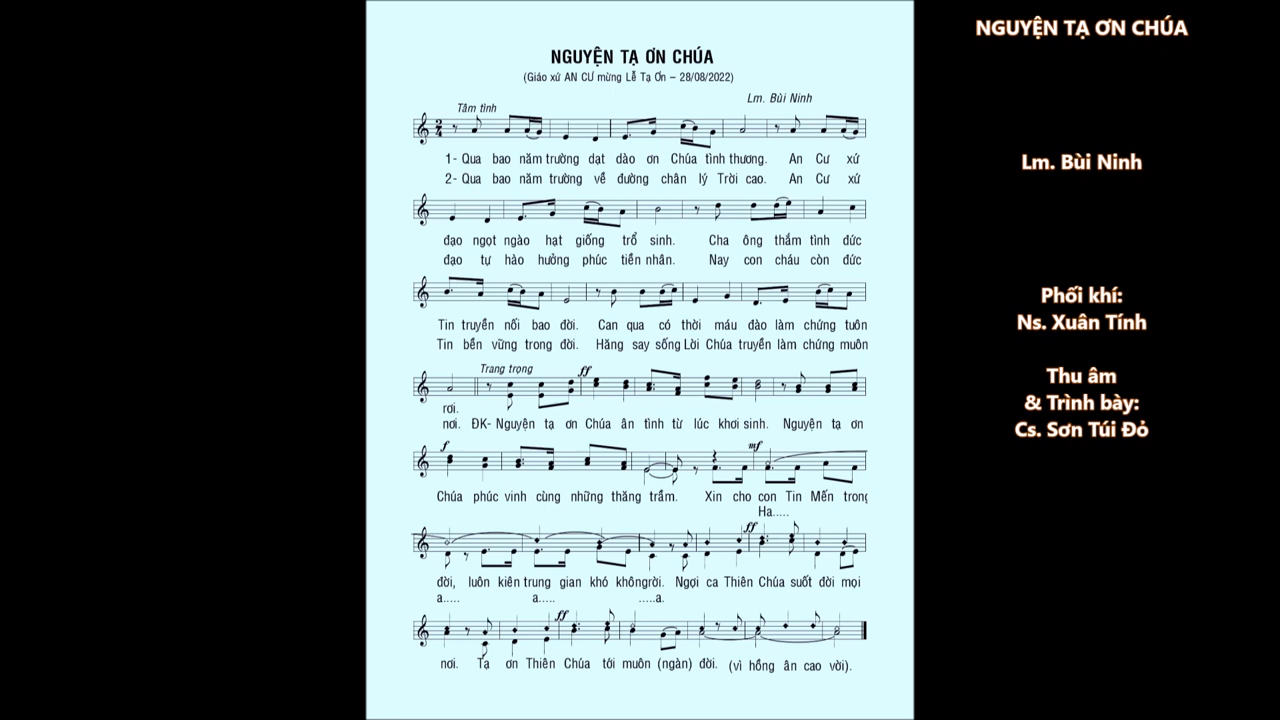 NGUYỆN TẠ ƠN CHÚA
(Giáo xứ AN CƯ mừng Lễ Tạ Ơn – 28/08/2022)
Lm. Bùi Ninh
Tâm tình
1- Qua bao năm trường dạt dào ơn Chúa tình thương. An Cư xứ
2- Qua bao năm trường về đường chân lý Trời cao. An Cư xứ
đạo ngọt ngào hạt giống trổ sinh. Cha ông thắm tình đức
đạo tự hào hưởng phúc tiền nhân. Nay con cháu còn đức
Tin truyền nối bao đời. Can qua có thời máu đào làm chứng tuôn
Tin bền vững trong đời. Hăng say sống Lời Chúa truyền làm chứng muôn
Trang trọng ff
rơi.
nơi. ĐK- Nguyện tạ ơn Chúa ân tình từ lúc khơi sinh. Nguyện tạ ơn
f mf
Chúa phúc vinh cùng những thăng trầm. Xin cho con Tin Mến trong
Ha.....
ff
đời, luôn kiên trung gian khó khôngrời. Ngợi ca Thiên Chúa suốt đời mọi
a..... a..... .....a.
ff
nơi. Tạ ơn Thiên Chúa tới muôn (ngàn) đời. (vì hồng ân cao vời).
NGUYỆN TẠ ƠN CHÚA
Lm. Bùi Ninh
Phối khí:
Ns. Xuân Tính
Thu âm
& Trình bày:
Cs. Sơn Túi Đỏ